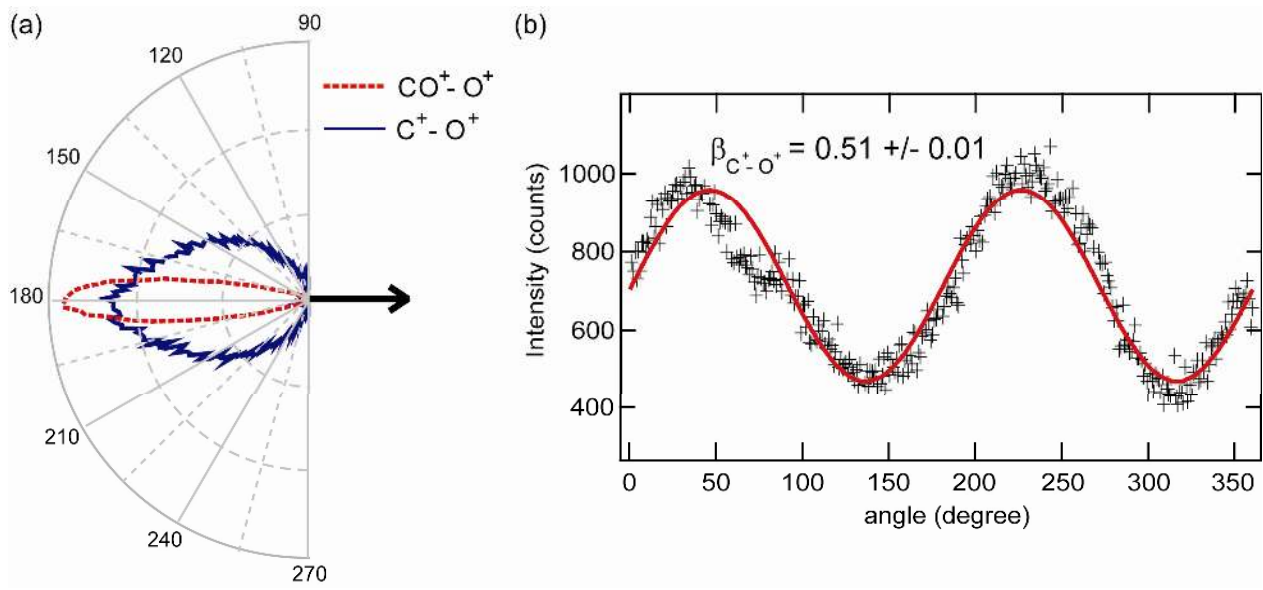 (a)
90
120
150
180
210
240
270
CO⁺- O⁺
C⁺- O⁺
(b)
β_C⁺- O⁺ = 0.51 +/- 0.01
Intensity (counts)
1000
800
600
400
0 50 100 150 200 250 300 350
angle (degree)